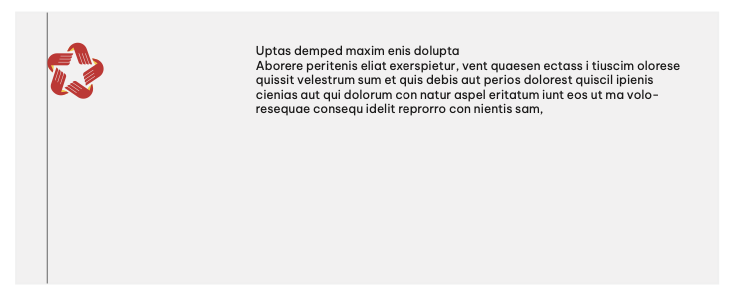 Uptas demped maxim enis dolupta
Aborere peritenis eliat exerspietur, vent quaesen ectass i tiuscim olorese
quissit velestrum sum et quis debis aut perios dolorest quiscil ipienis
cienias aut qui dolorum con natur aspel eritatum iunt eos ut ma volo-
resequae consequ idelit reprorro con nientis sam,